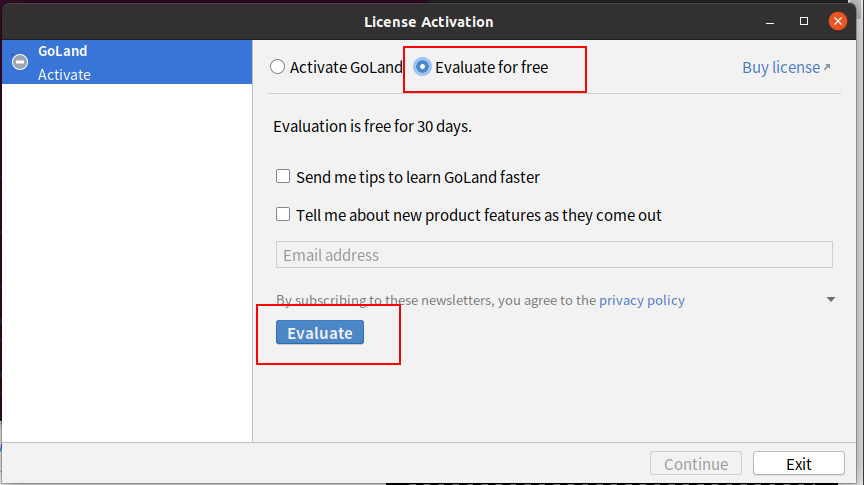 License Activation
GoLand
Activate
Activate GoLand
Evaluate for free
Buy license
Evaluation is free for 30 days.
Send me tips to learn GoLand faster
Tell me about new product features as they come out
Email address
By subscribing to these newsletters, you agree to the privacy policy
Evaluate
Continue
Exit